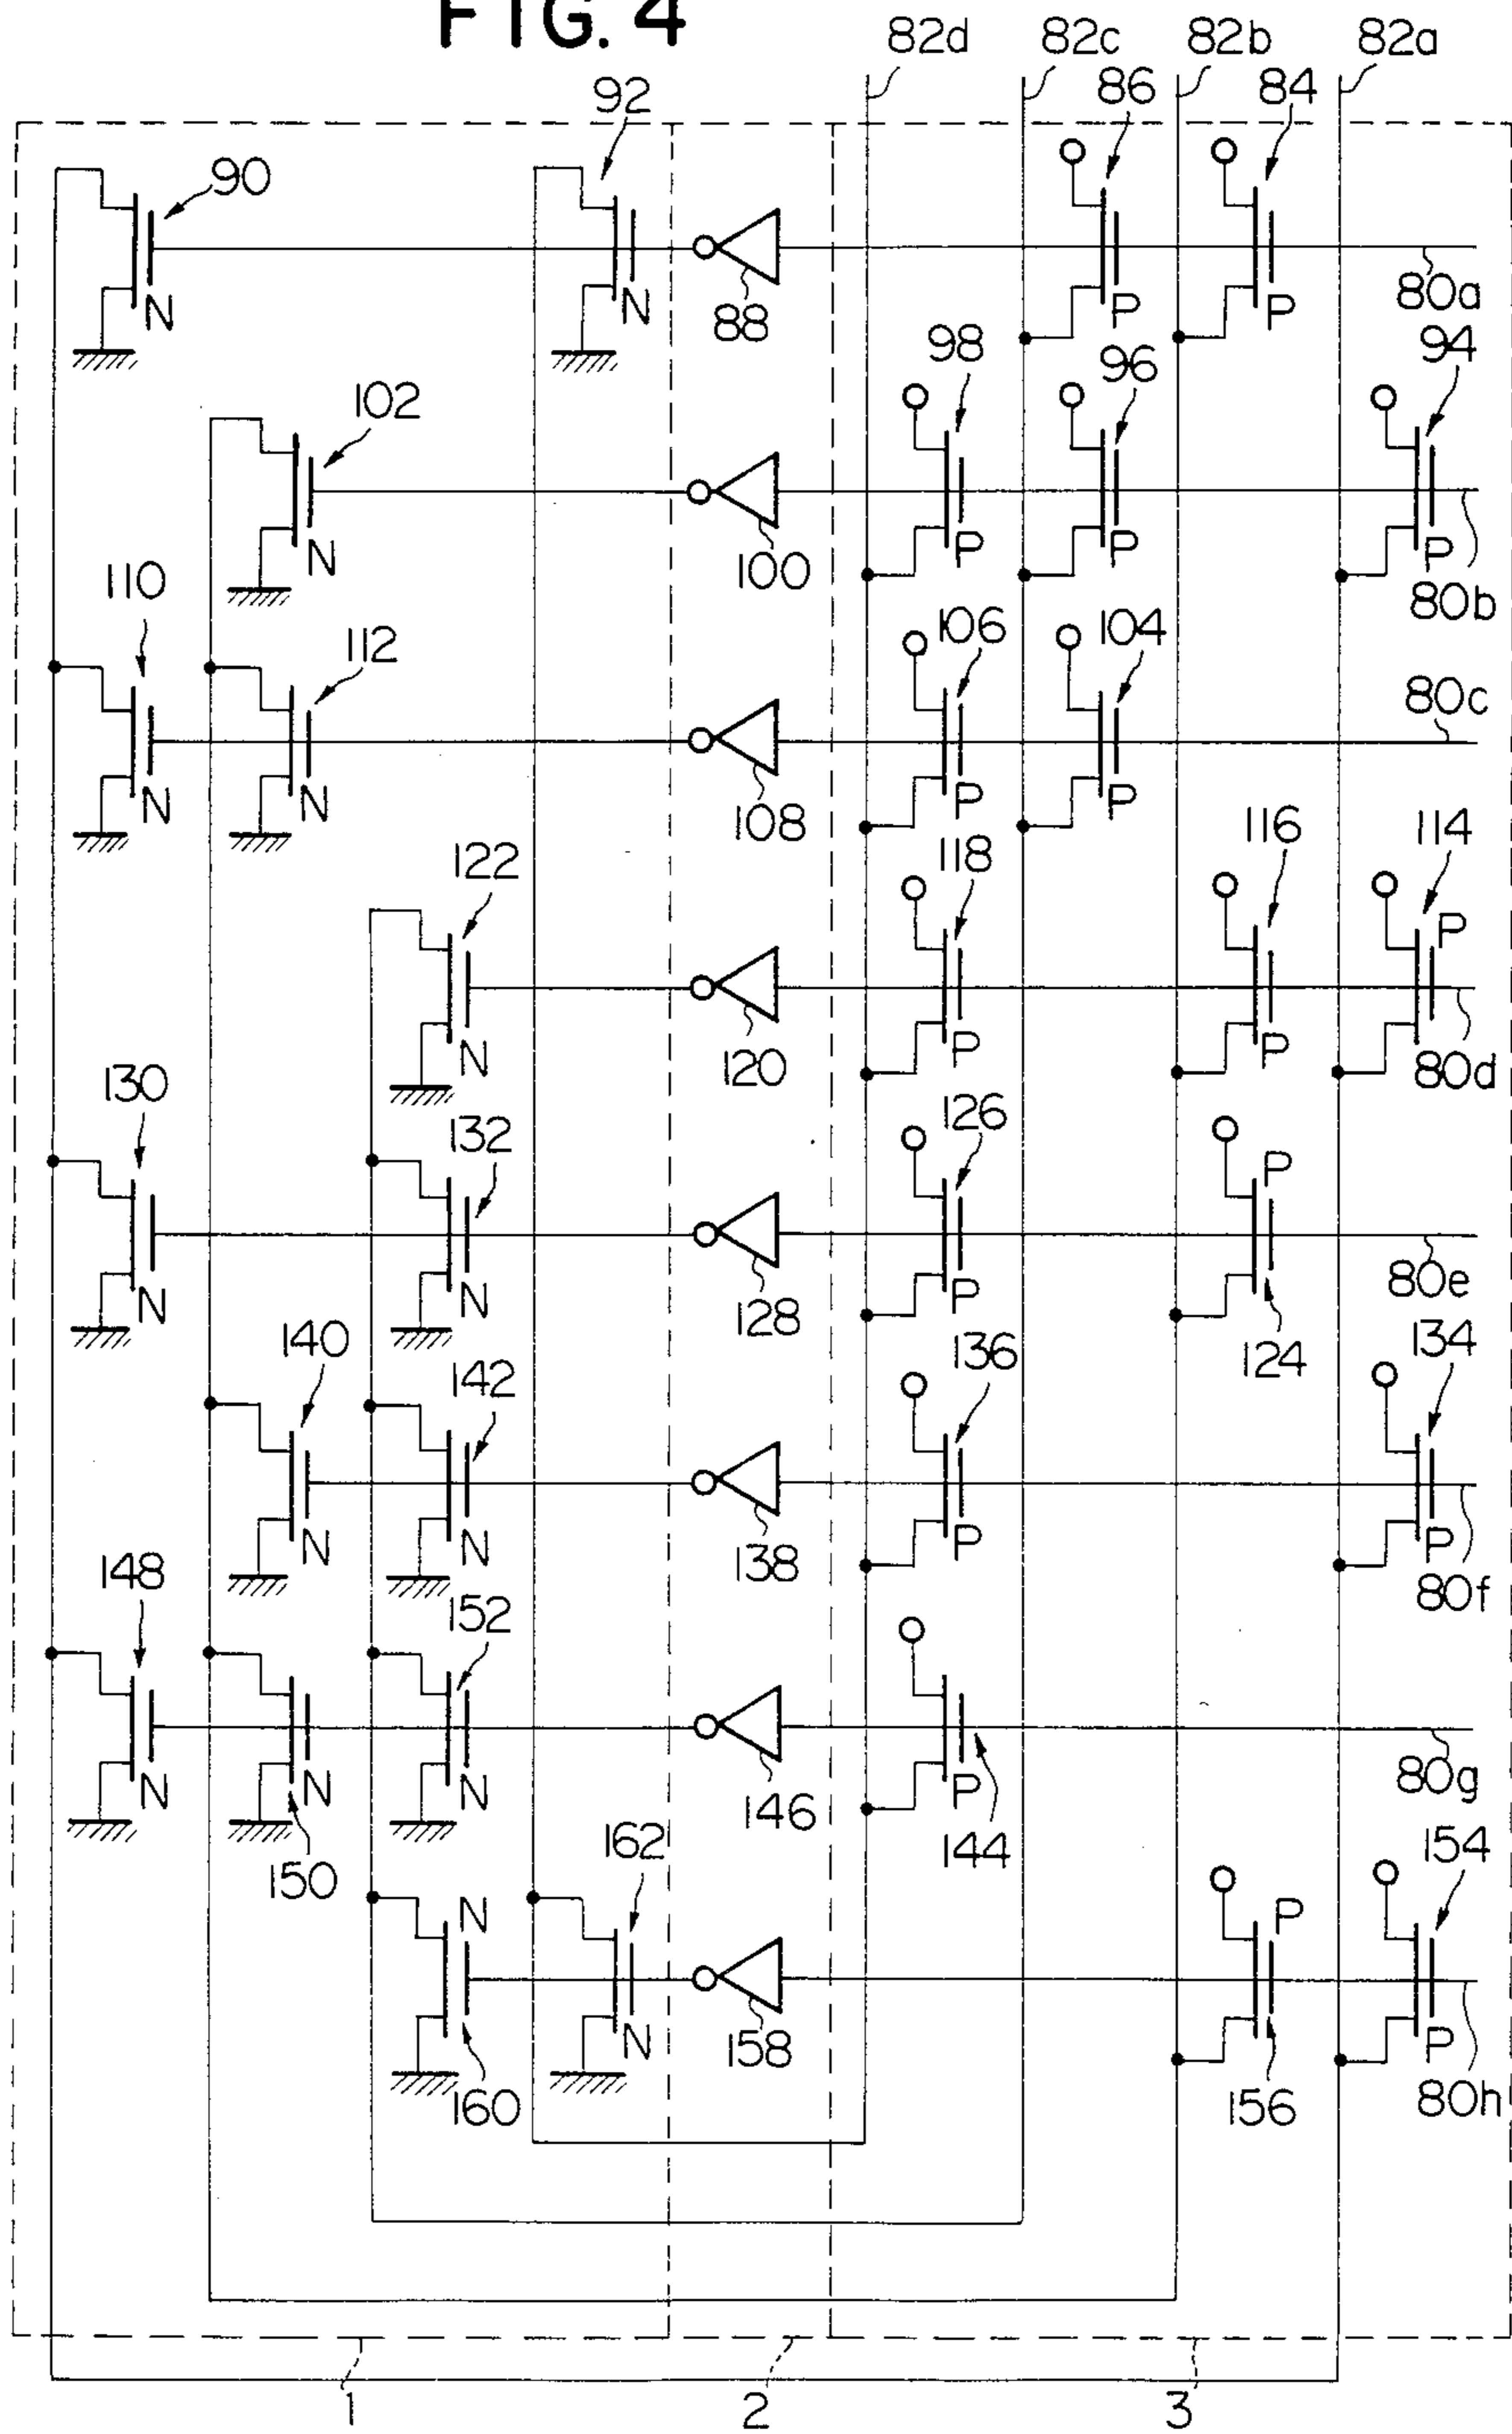 FIG. 4
82d 82c 82b 82a
92 86 84
90
N N 88 P P 80a
98 96 94
102
N 100 P P P 80b
110
112 106 104 80c
N N 108 P P
122 118 116 114
P
N 120 P P 80d
130 132 126
P
N N 128 P 80e
140 142 136 124 134
N N 138 P P 80f
148 152
N N N 146 P 80g
150 162 144 154
N P
N 158 P
160 156 80h
1 2 3